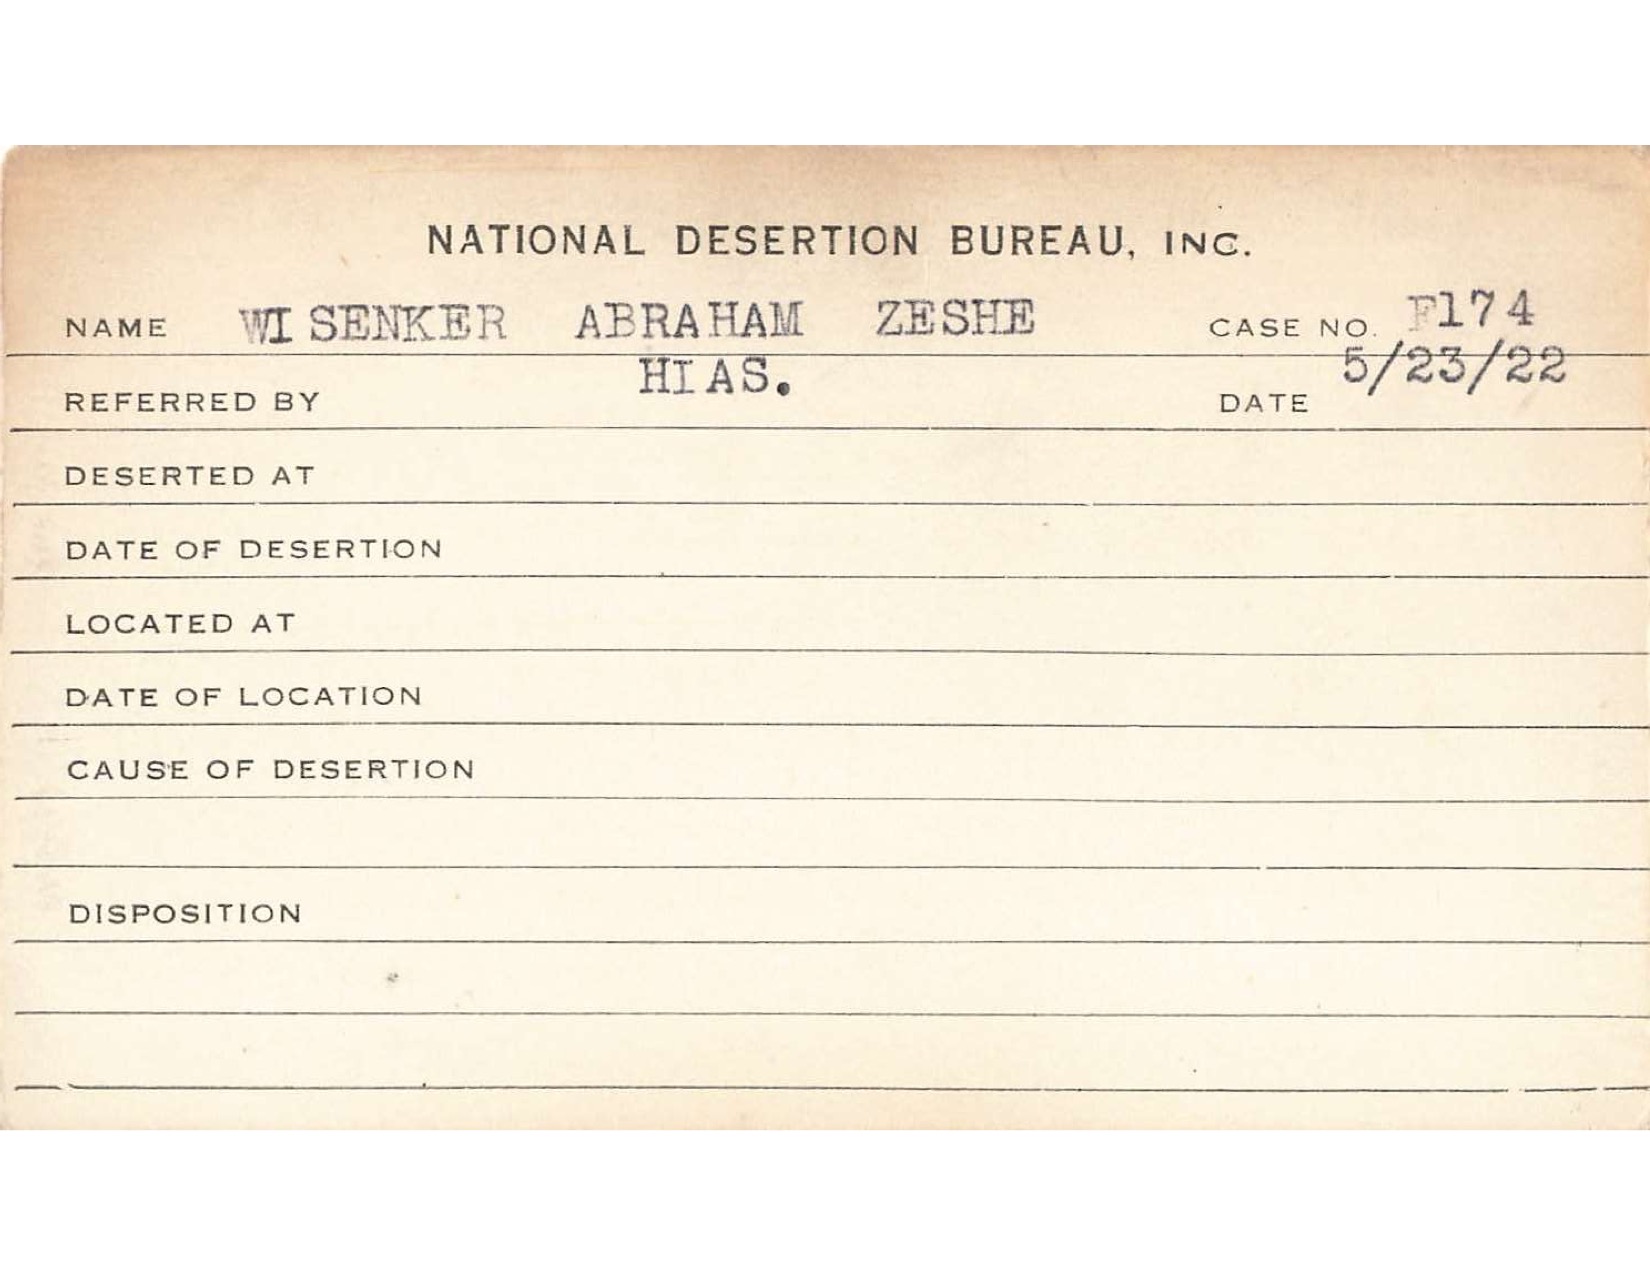 NATIONAL DESERTION BUREAU, INC.
NAME WISENKER ABRAHAM ZESHE CASE NO. F174
REFERRED BY HIAS. DATE 5/23/22
DESERTED AT
DATE OF DESERTION
LOCATED AT
DATE OF LOCATION
CAUSE OF DESERTION
DISPOSITION